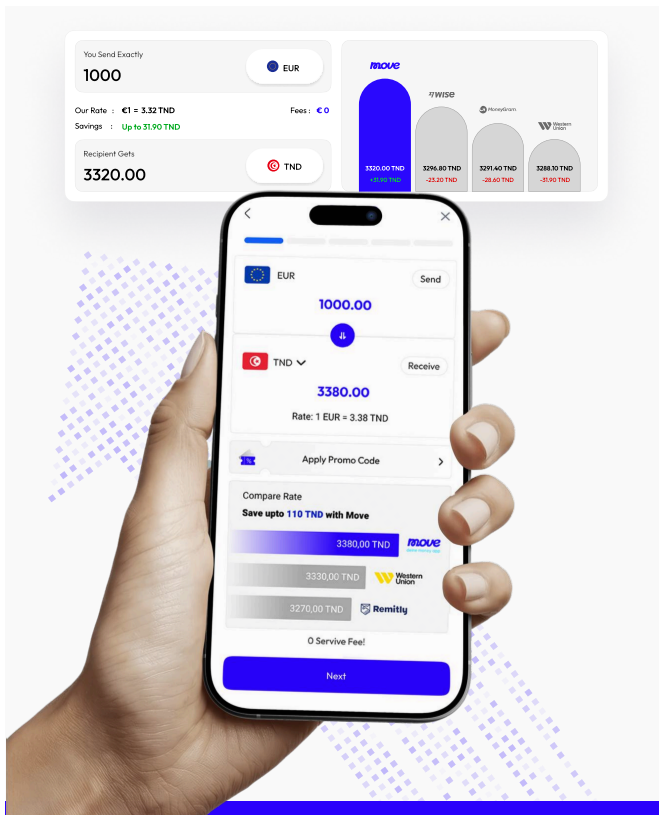 You Send Exactly
1000
EUR
Our Rate : €1 = 3.32 TND
Fees : € 0
Savings : Up to 31.90 TND
Recipient Gets
3320.00
TND
move
wise
MoneyGram
Western Union
3320.00 TND
+31.90 TND
3296.80 TND
-23.20 TND
3291.40 TND
-28.60 TND
3288.10 TND
-31.90 TND
EUR
Send
1000.00
TND
Receive
3380.00
Rate: 1 EUR = 3.38 TND
Apply Promo Code
Compare Rate
Save upto 110 TND with Move
3380,00 TND
move
3330,00 TND
Western
Union
3270,00 TND
Remitly
0 Servive Fee!
Next